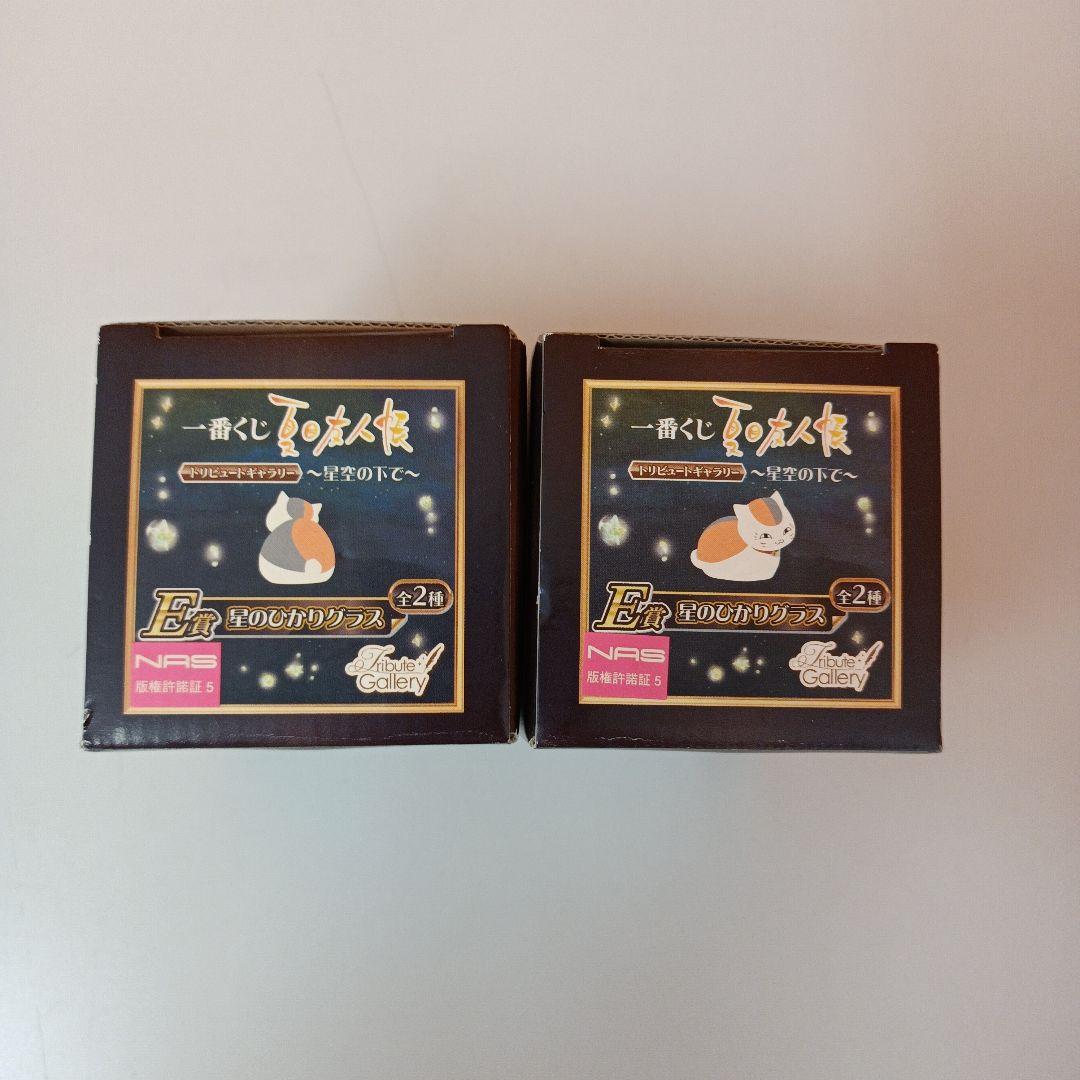 一番くじ 夏目友人帳
トリビュートギャラリー ～星空の下で～
全2種
E賞 星のひかりグラス
NAS
版権許諾証5
Tribute
Gallery
一番くじ 夏目友人帳
トリビュートギャラリー ～星空の下で～
全2種
E賞 星のひかりグラス
NAS
版権許諾証5
Tribute
Gallery